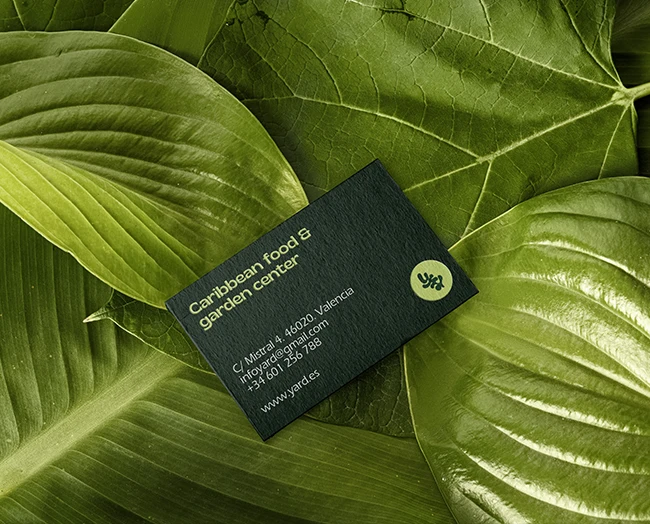 Caribbean food &
garden center
C/ Mistral 4. 46020. Valencia
infoyard@gmail.com
+34 601 256 788
www.yard.es